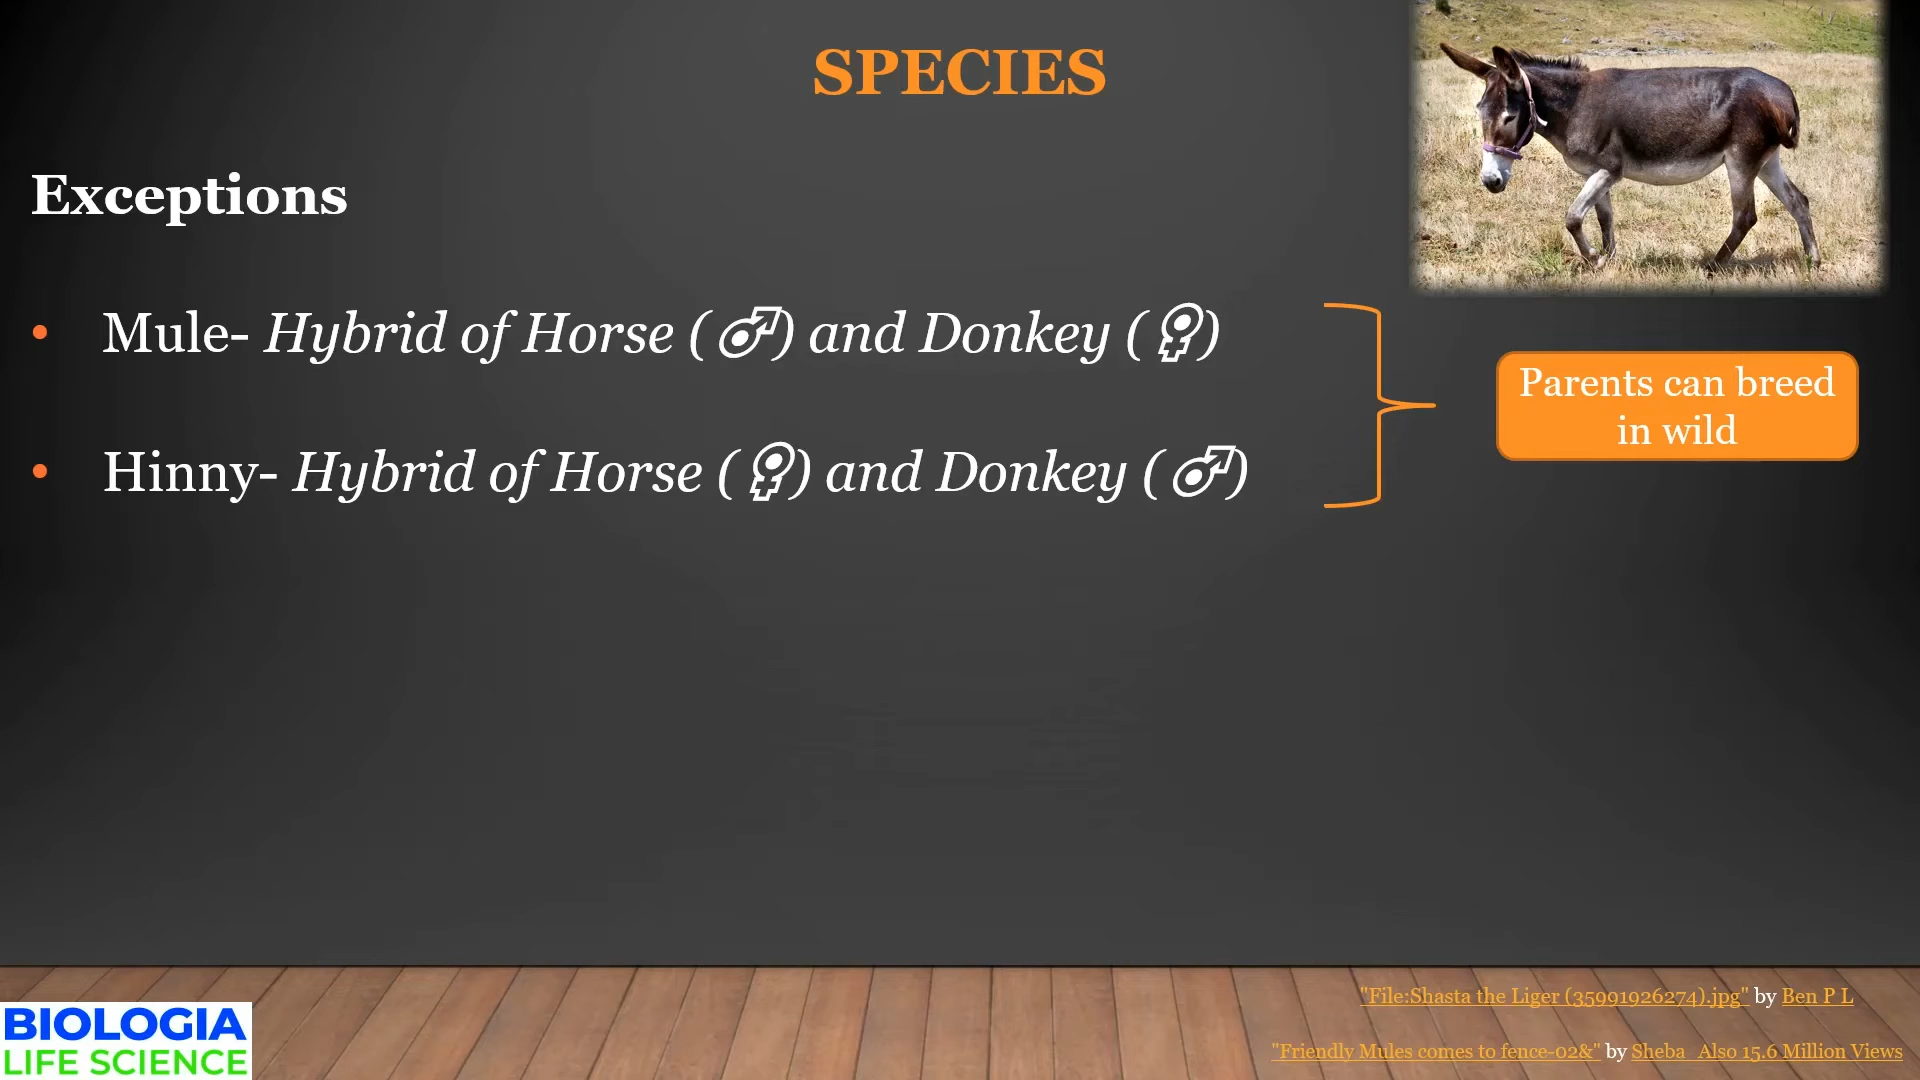 SPECIES
Exceptions
• Mule- Hybrid of Horse (♂) and Donkey (♀)
• Hinny- Hybrid of Horse (♀) and Donkey (♂)
Parents can breed
in wild
"File:Shasta the Liger (35991926274).jpg" by Ben P L
"Friendly Mules comes to fence-02&" by Sheba_Also 15.6 Million Views
BIOLOGIA
LIFE SCIENCE